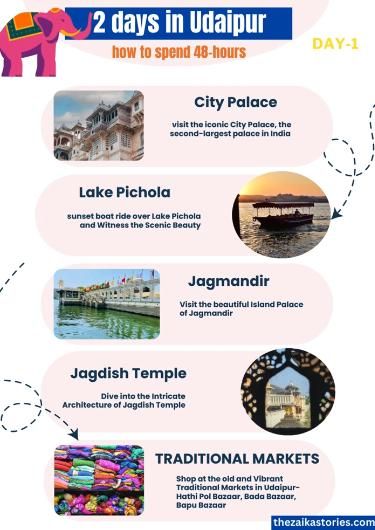 2 days in Udaipur
how to spend 48-hours
DAY-1
City Palace
visit the iconic City Palace, the
second-largest palace in India
Lake Pichola
sunset boat ride over Lake Pichola
and Witness the Scenic Beauty
Jagmandir
Visit the beautiful Island Palace
of Jagmandir
Jagdish Temple
Dive into the Intricate
Architecture of Jagdish Temple
TRADITIONAL MARKETS
Shop at the old and Vibrant
Traditional Markets in Udaipur-
Hathi Pol Bazaar, Bada Bazaar,
Bapu Bazaar
thezaikastories.com